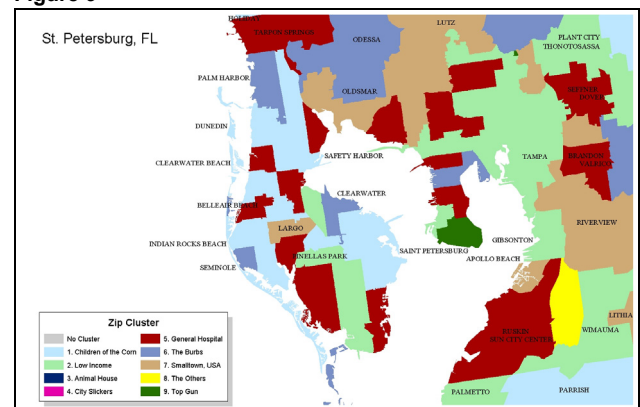 Figure 3
St. Petersburg, FL
HOLIDAY
TARPON SPRINGS
LUTZ
ODESSA
PLANT CITY
THONOTOSASSA
PALM HARBOR
OLDSMAR
SEFFNER
DOVER
DUNEDIN
SAFETY HARBOR
TAMPA
BRANDON
VALRICO
CLEARWATER BEACH
CLEARWATER
BELLEAIR BEACH
RIVERVIEW
LARGO
INDIAN ROCKS BEACH
SAINT PETERSBURG
GIBSONTON
PINELLAS PARK
APOLLO BEACH
SEMINOLE
LITHIA
RUSKIN
SUN CITY CENTER
WIMAUMA
PALMETTO
PARRISH
Zip Cluster
No Cluster
1. Children of the Corn
2. Low Income
3. Animal House
4. City Slickers
5. General Hospital
6. The Burbs
7. Smalltown, USA
8. The Others
9. Top Gun